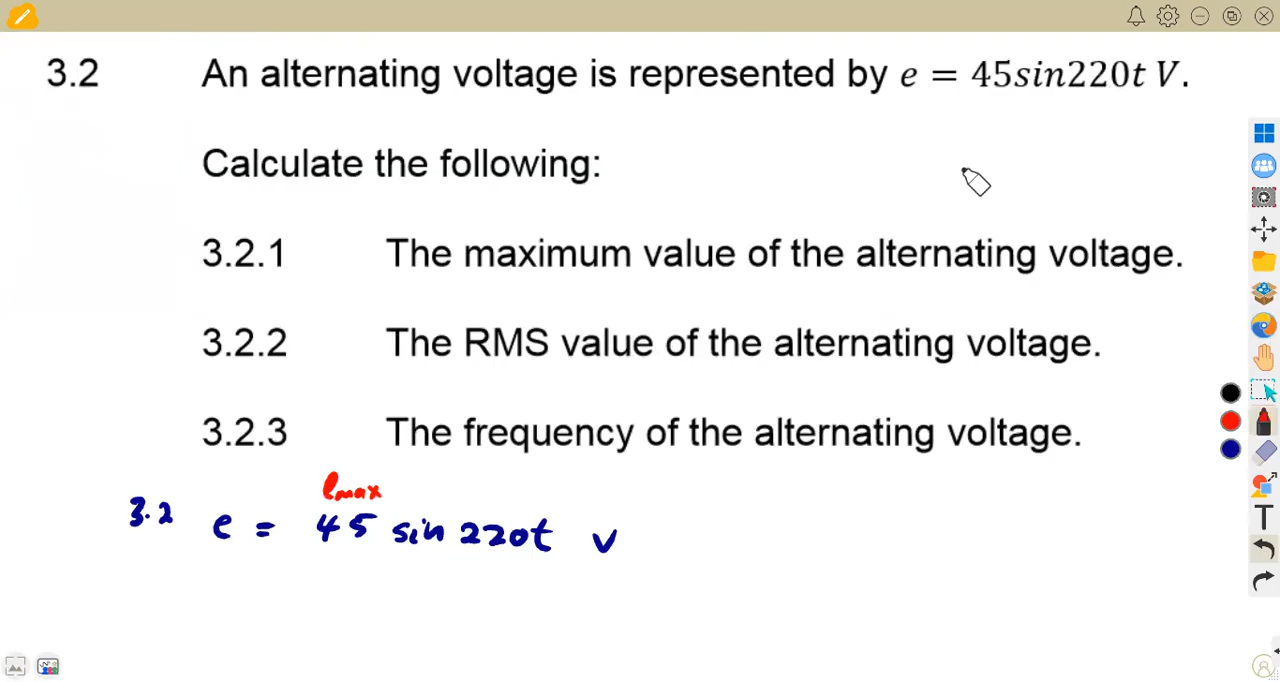 3.2 An alternating voltage is represented by e = 45sin220t V.
Calculate the following:
3.2.1 The maximum value of the alternating voltage.
3.2.2 The RMS value of the alternating voltage.
3.2.3 The frequency of the alternating voltage.
emax
3.2 e = 45 sin 220t v
T